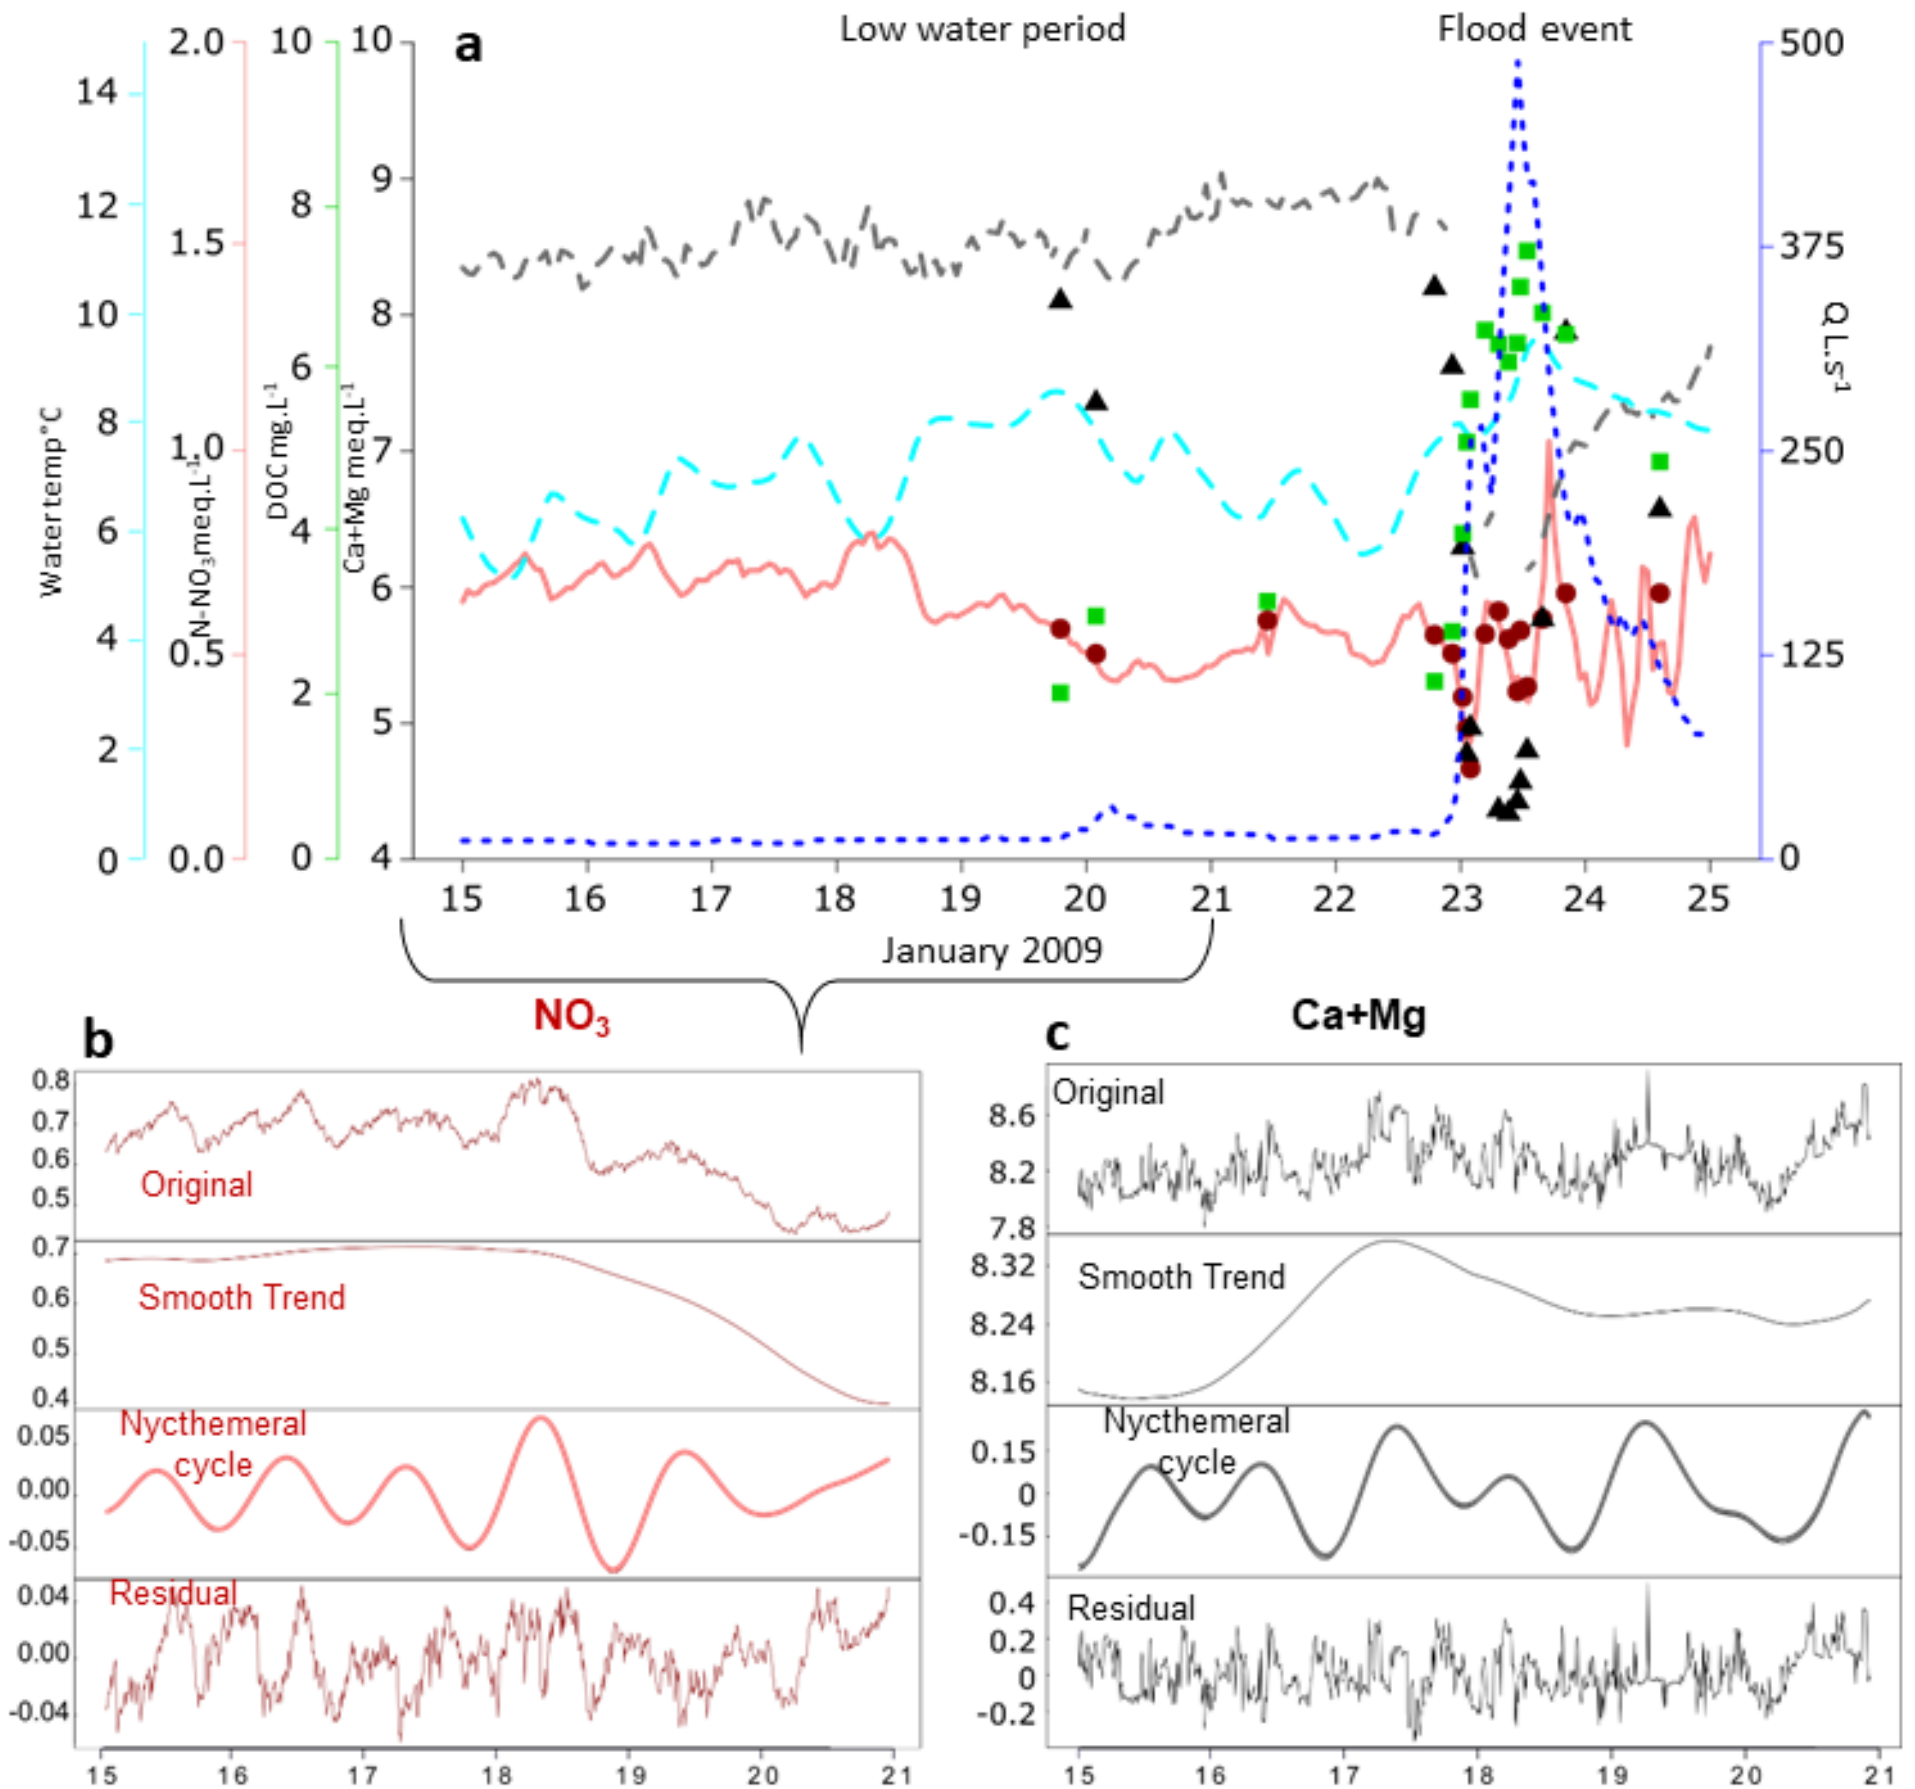 Low water period
Flood event
a
2.0
10
10
500
14
12
1.5
8
9
375
10
8
6
8
1.0
7
250
6
4
6
4
0.5
2
5
125
2
0
0.0
0
4
0
Water temp°C
N-NO3 meq.L-1
DOC mg.L-1
Ca+Mg meq.L-1
Q L.s-1
15 16 17 18 19 20 21 22 23 24 25
January 2009
b
NO3
0.8
0.7
0.6
0.5
Original
0.7
0.6
0.5
0.4
Smooth Trend
Nycthemeral
cycle
0.05
0.00
-0.05
Residual
0.04
0.00
-0.04
15 16 17 18 19 20 21
c
Ca+Mg
Original
8.6
8.2
7.8
8.32
Smooth Trend
8.24
8.16
Nycthemeral
cycle
0.15
0
-0.15
Residual
0.4
0.2
0
-0.2
15 16 17 18 19 20 21